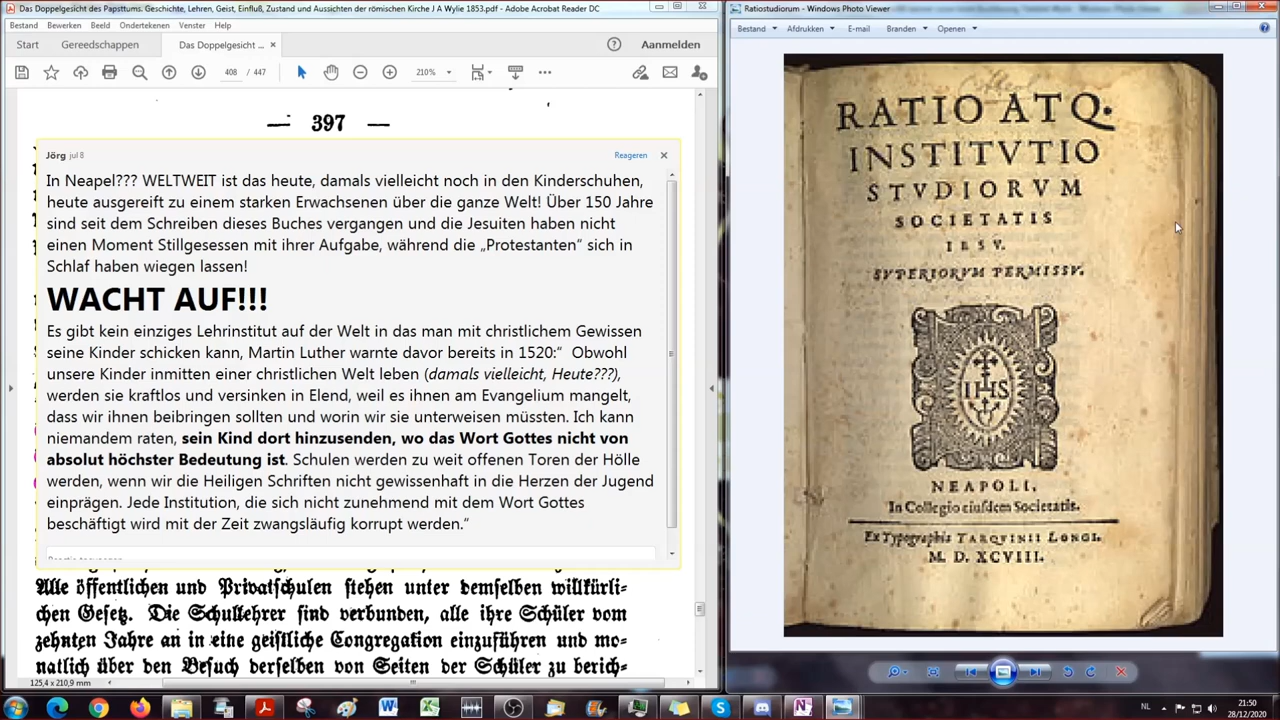 Das Doppelgesicht des Papsttums. Geschichte, Lehren, Geist, Einfluß, Zustand und Aussichten der römischen Kirche J A Wylie 1853.pdf - Adobe Acrobat Reader DC
Bestand Bewerken Beeld Ondertekenen Venster Help
Start Gereedschappen Das Doppelgesicht ... × Aanmelden
408 / 447 210%
— 397 —
Jörg jul 8 Reageren
In Neapel??? WELTWEIT ist das heute, damals vielleicht noch in den Kinderschuhen,
heute ausgereift zu einem starken Erwachsenen über die ganze Welt! Über 150 Jahre
sind seit dem Schreiben dieses Buches vergangen und die Jesuiten haben nicht
einen Moment Stillgesessen mit ihrer Aufgabe, während die „Protestanten“ sich in
Schlaf haben wiegen lassen!
WACHT AUF!!!
Es gibt kein einziges Lehrinstitut auf der Welt in das man mit christlichem Gewissen
seine Kinder schicken kann, Martin Luther warnte davor bereits in 1520:“ Obwohl
unsere Kinder inmitten einer christlichen Welt leben (damals vielleicht, Heute???),
werden sie kraftlos und versinken in Elend, weil es ihnen am Evangelium mangelt,
dass wir ihnen beibringen sollten und worin wir sie unterweisen müssten. Ich kann
niemandem raten, sein Kind dort hinzusenden, wo das Wort Gottes nicht von
absolut höchster Bedeutung ist. Schulen werden zu weit offenen Toren der Hölle
werden, wenn wir die Heiligen Schriften nicht gewissenhaft in die Herzen der Jugend
einprägen. Jede Institution, die sich nicht zunehmend mit dem Wort Gottes
beschäftigt wird mit der Zeit zwangsläufig korrupt werden.“
Alle öffentlichen und Privatschulen stehen unter demselben willkürli-
chen Gesetz. Die Schullehrer sind verbunden, alle ihre Schüler vom
zehnten Jahre an in eine geistliche Congregation einzuführen und mo-
natlich über den Besuch derselben von Seiten der Schüler zu berich-
125,4 x 210,9 mm
Ratiostudiorum - Windows Photo Viewer
Bestand Afdrukken E-mail Branden Openen
RATIO ATQ.
INSTITVTIO
STVDIORVM
SOCIETATIS
IESV.
SVPERIORVM PERMISSV.
IHS
NEAPOLI,
In Collegio eiusdem Societatis.
Ex Typographia TARQVINII LONGI.
M. D. XCVIII.
NL 21:50
28/12/2020